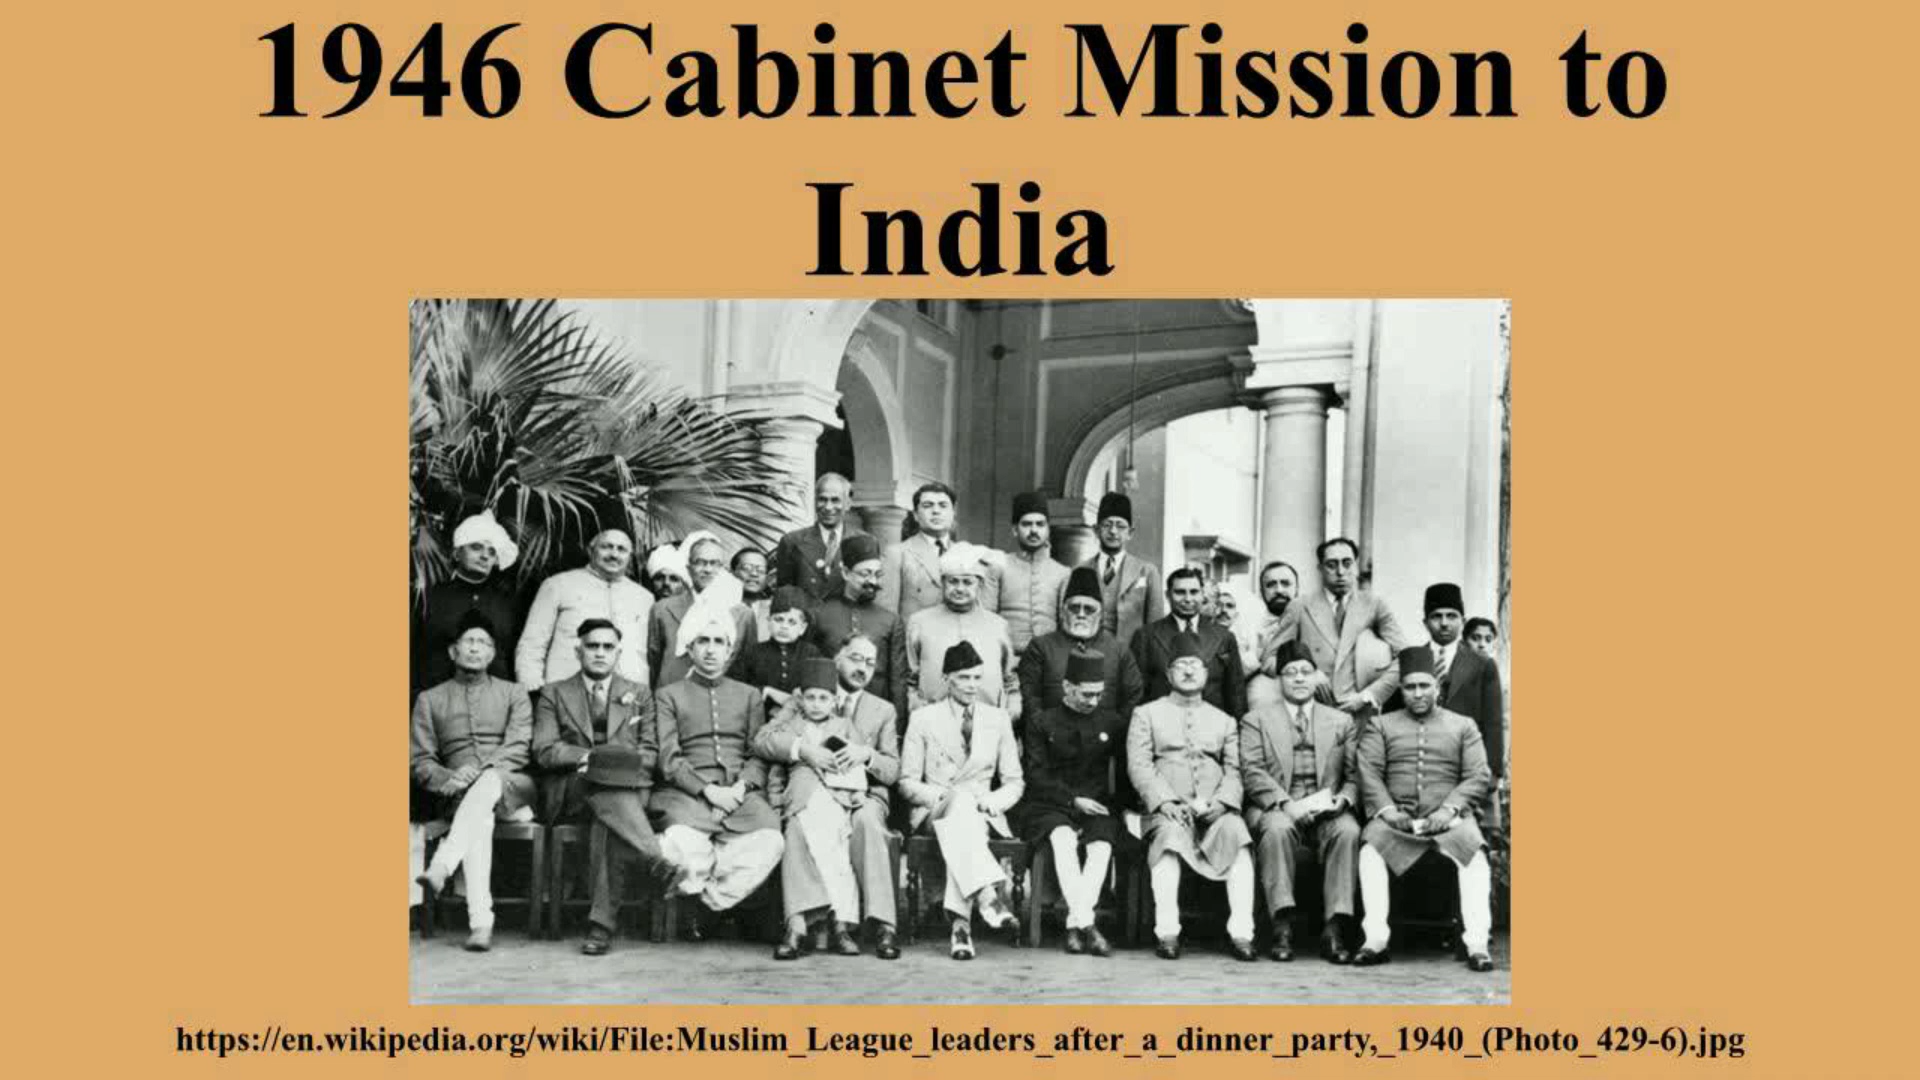 1946 Cabinet Mission to
India
https://en.wikipedia.org/wiki/File:Muslim_League_leaders_after_a_dinner_party,_1940_(Photo_429-6).jpg